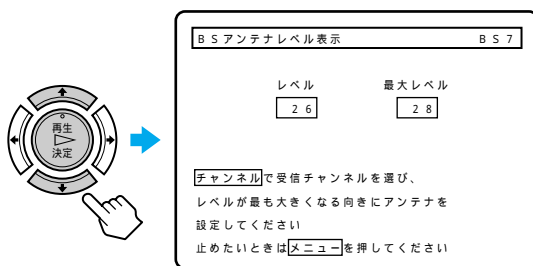 BSアンテナレベル表示 BS7
レベル 最大レベル
26 28
再生
決定
チャンネルで受信チャンネルを選び、
レベルが最も大きくなる向きにアンテナを
設定してください
止めたいときはメニューを押してください